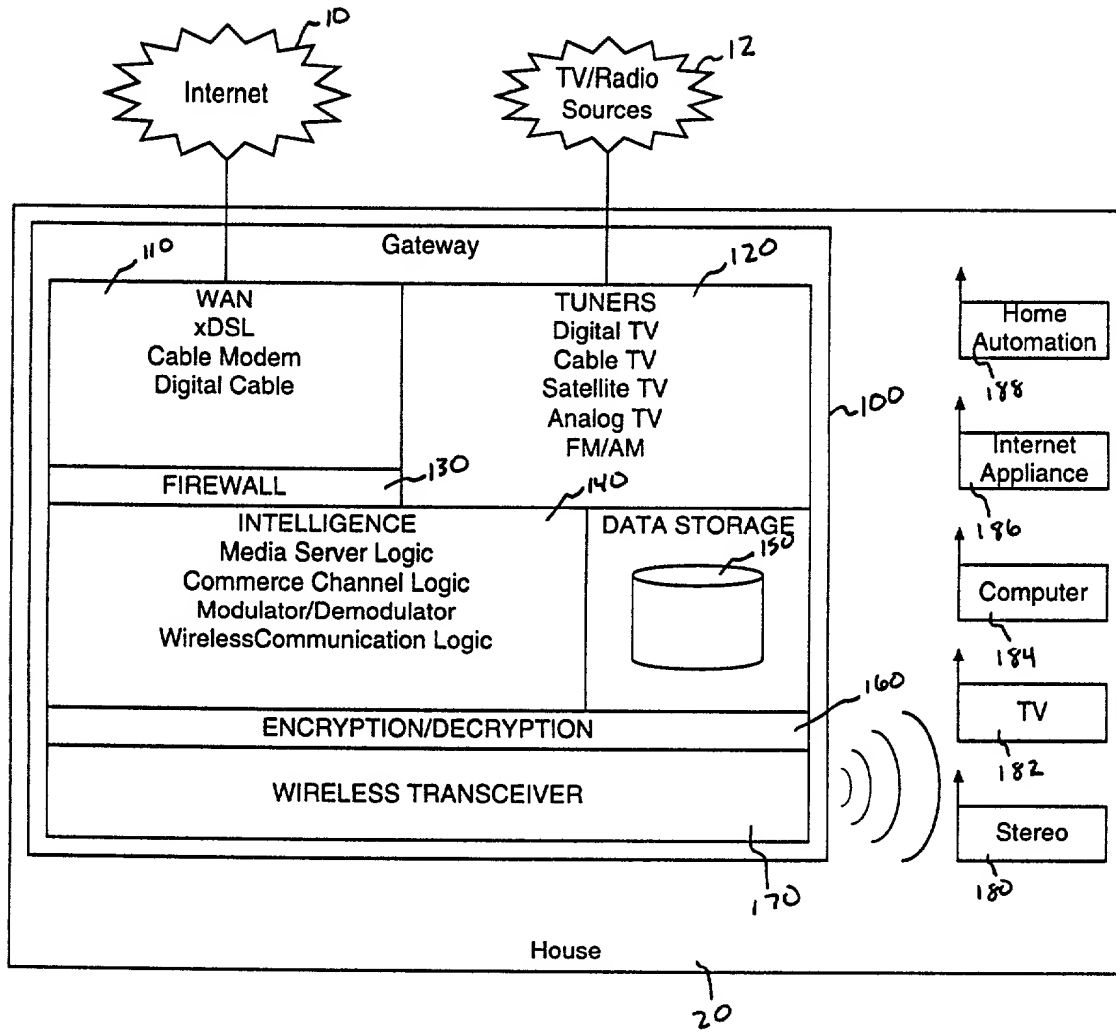 10
Internet
12
TV/Radio
Sources
Gateway
110
WAN
xDSL
Cable Modem
Digital Cable
120
TUNERS
Digital TV
Cable TV
Satellite TV
Analog TV
FM/AM
100
FIREWALL
130
INTELLIGENCE
140
Media Server Logic
Commerce Channel Logic
Modulator/Demodulator
WirelessCommunication Logic
DATA STORAGE
150
ENCRYPTION/DECRYPTION
160
WIRELESS TRANSCEIVER
170
Home
Automation
188
Internet
Appliance
186
Computer
184
TV
182
Stereo
180
House
20